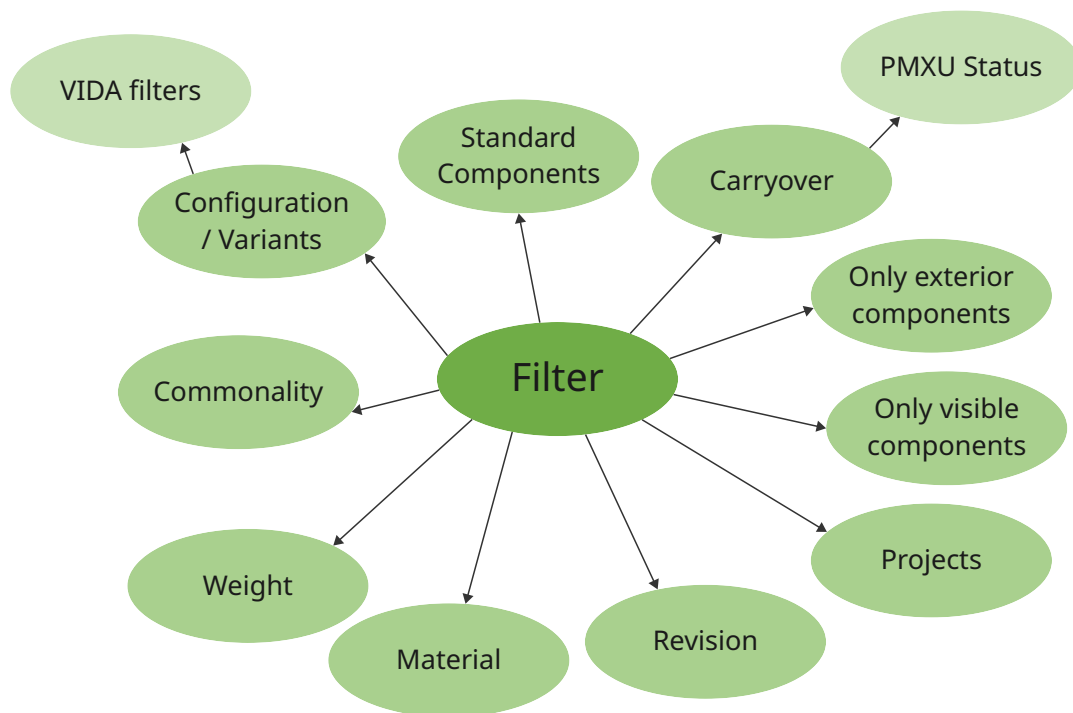 PMXU Status
VIDA filters
Standard
Components
Carryover
Configuration
/ Variants
Only exterior
components
Filter
Commonality
Only visible
components
Projects
Weight
Revision
Material